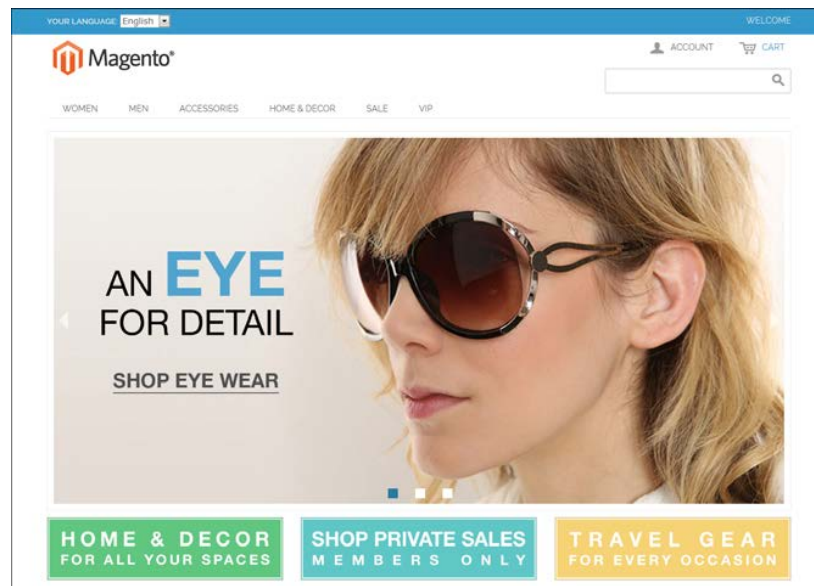 YOUR LANGUAGE: English WELCOME
Magento®
ACCOUNT CART
WOMEN MEN ACCESSORIES HOME & DECOR SALE VIP
AN EYE
FOR DETAIL
SHOP EYE WEAR
HOME & DECOR
FOR ALL YOUR SPACES
SHOP PRIVATE SALES
MEMBERS ONLY
TRAVEL GEAR
FOR EVERY OCCASION